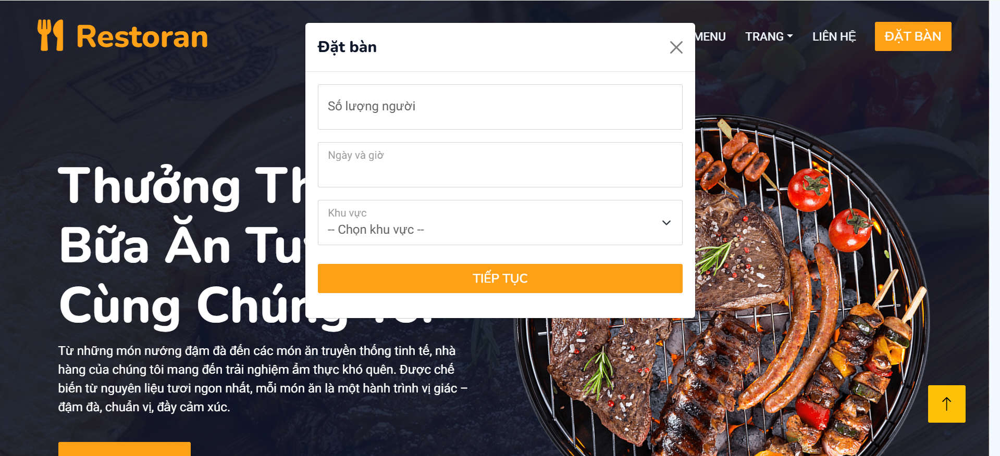 Restoran
MENU
TRANG
LIÊN HỆ
ĐẶT BÀN
Đặt bàn
Số lượng người
Ngày và giờ
Khu vực
-- Chọn khu vực --
TIẾP TỤC
Thưởng
Bữa Ăn
Cùng
Từ những món nướng đậm đà đến các món ăn truyền thống tinh tế, nhà
hàng của chúng tôi mang đến trải nghiệm ẩm thực khó quên. Được chế
biến từ nguyên liệu tươi ngon nhất, mỗi món ăn là một hành trình vị giác –
đậm đà, chuẩn vị, đầy cảm xúc.